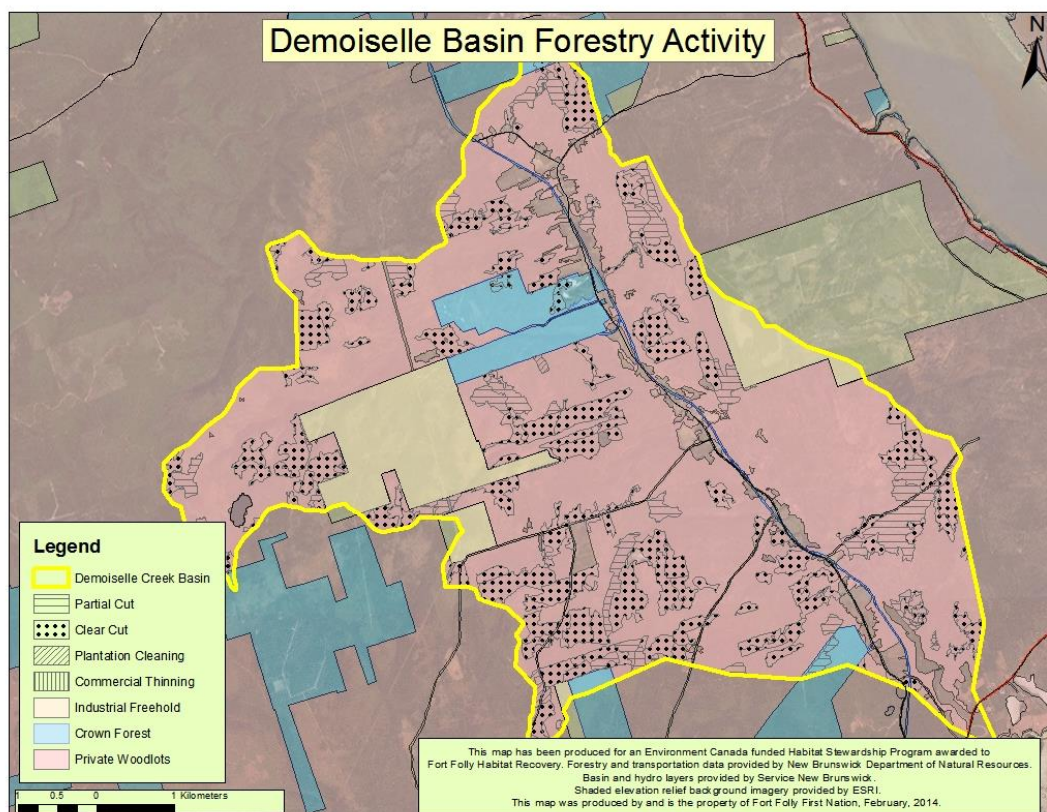 Demoiselle Basin Forestry Activity
N
Legend
Demoiselle Creek Basin
Partial Cut
Clear Cut
Plantation Cleaning
Commercial Thinning
Industrial Freehold
Crown Forest
Private Woodlots
1 0.5 0 1 Kilometers
This map has been produced for an Environment Canada funded Habitat Stewardship Program awarded to
Fort Folly Habitat Recovery. Forestry and transportation data provided by New Brunswick Department of Natural Resources.
Basin and hydro layers provided by Service New Brunswick.
Shaded elevation relief background imagery provided by ESRI.
This map was produced by and is the property of Fort Folly First Nation, February, 2014.